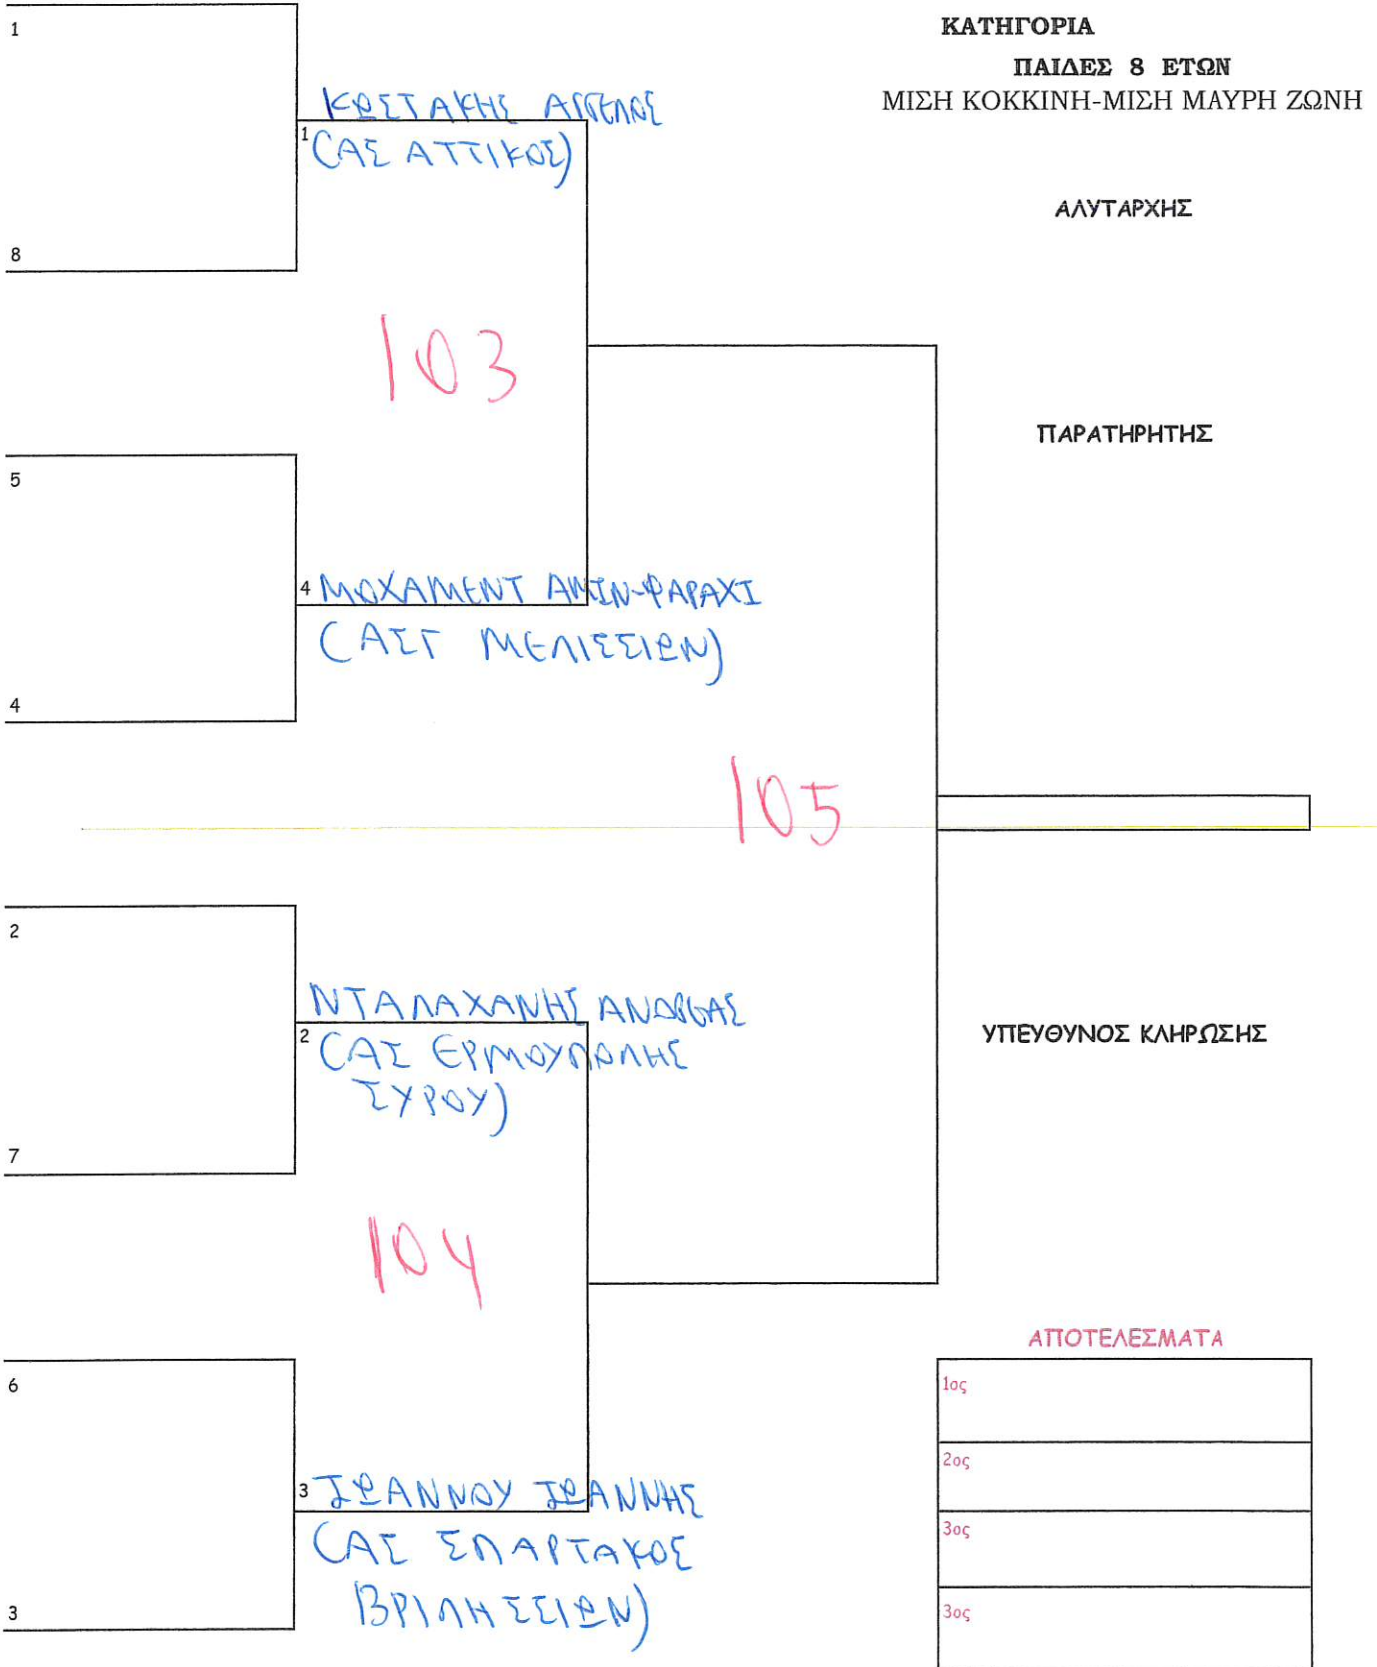 ΚΑΤΗΓΟΡΙΑ
ΠΑΙΔΕΣ 8 ΕΤΩΝ
ΜΙΣΗ ΚΟΚΚΙΝΗ-ΜΙΣΗ ΜΑΥΡΗ ΖΩΝΗ
ΑΛΥΤΑΡΧΗΣ
ΠΑΡΑΤΗΡΗΤΗΣ
ΥΠΕΥΘΥΝΟΣ ΚΛΗΡΩΣΗΣ
1
8
5
4
2
7
6
3
ΚΩΣΤΑΚΗΣ ΑΓΓΕΛΟΣ
1 (ΑΣ ΑΤΤΙΚΟΣ)
103
4 ΜΟΧΑΜΕΝΤ ΑΜΙΝ-ΦΑΡΑΧΙ
(ΑΣΓ ΜΕΛΙΣΣΙΩΝ)
105
ΝΤΑΛΑΧΑΝΗΣ ΑΝΔΡΕΑΣ
2 (ΑΣ ΕΡΜΟΥΠΟΛΗΣ
ΣΥΡΟΥ)
104
3 ΙΩΑΝΝΟΥ ΙΩΑΝΝΗΣ
(ΑΣ ΣΠΑΡΤΑΚΟΣ
ΒΡΙΛΗΣΣΙΩΝ)
ΑΠΟΤΕΛΕΣΜΑΤΑ
1ος
2ος
3ος
3ος